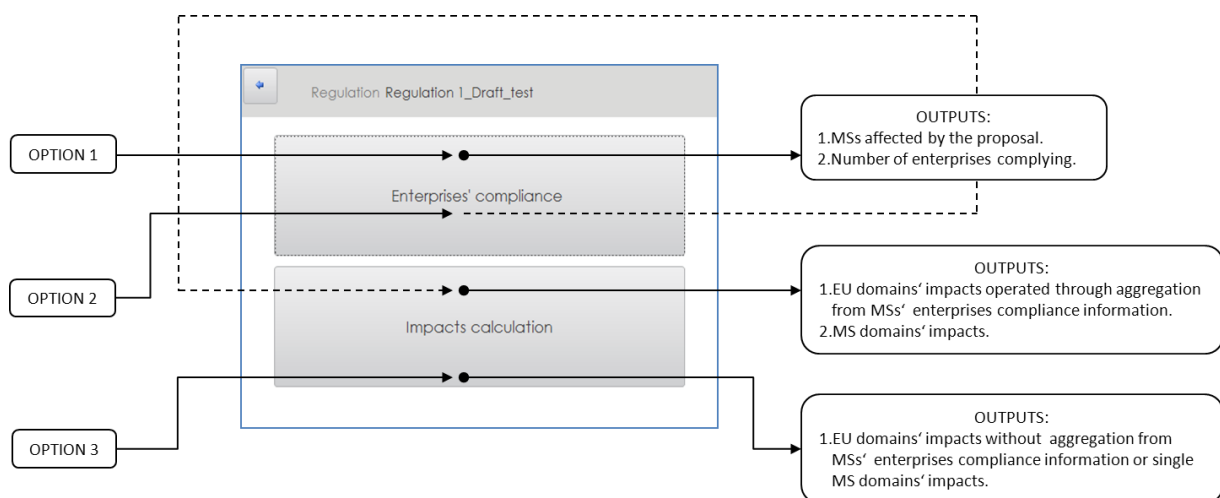 Regulation Regulation 1_Draft_test
OPTION 1
Enterprises' compliance
OUTPUTS:
1.MSs affected by the proposal.
2.Number of enterprises complying.
OPTION 2
Impacts calculation
OUTPUTS:
1.EU domains‘ impacts operated through aggregation
from MSs‘ enterprises compliance information.
2.MS domains‘ impacts.
OPTION 3
OUTPUTS:
1.EU domains‘ impacts without aggregation from
MSs‘ enterprises compliance information or single
MS domains‘ impacts.